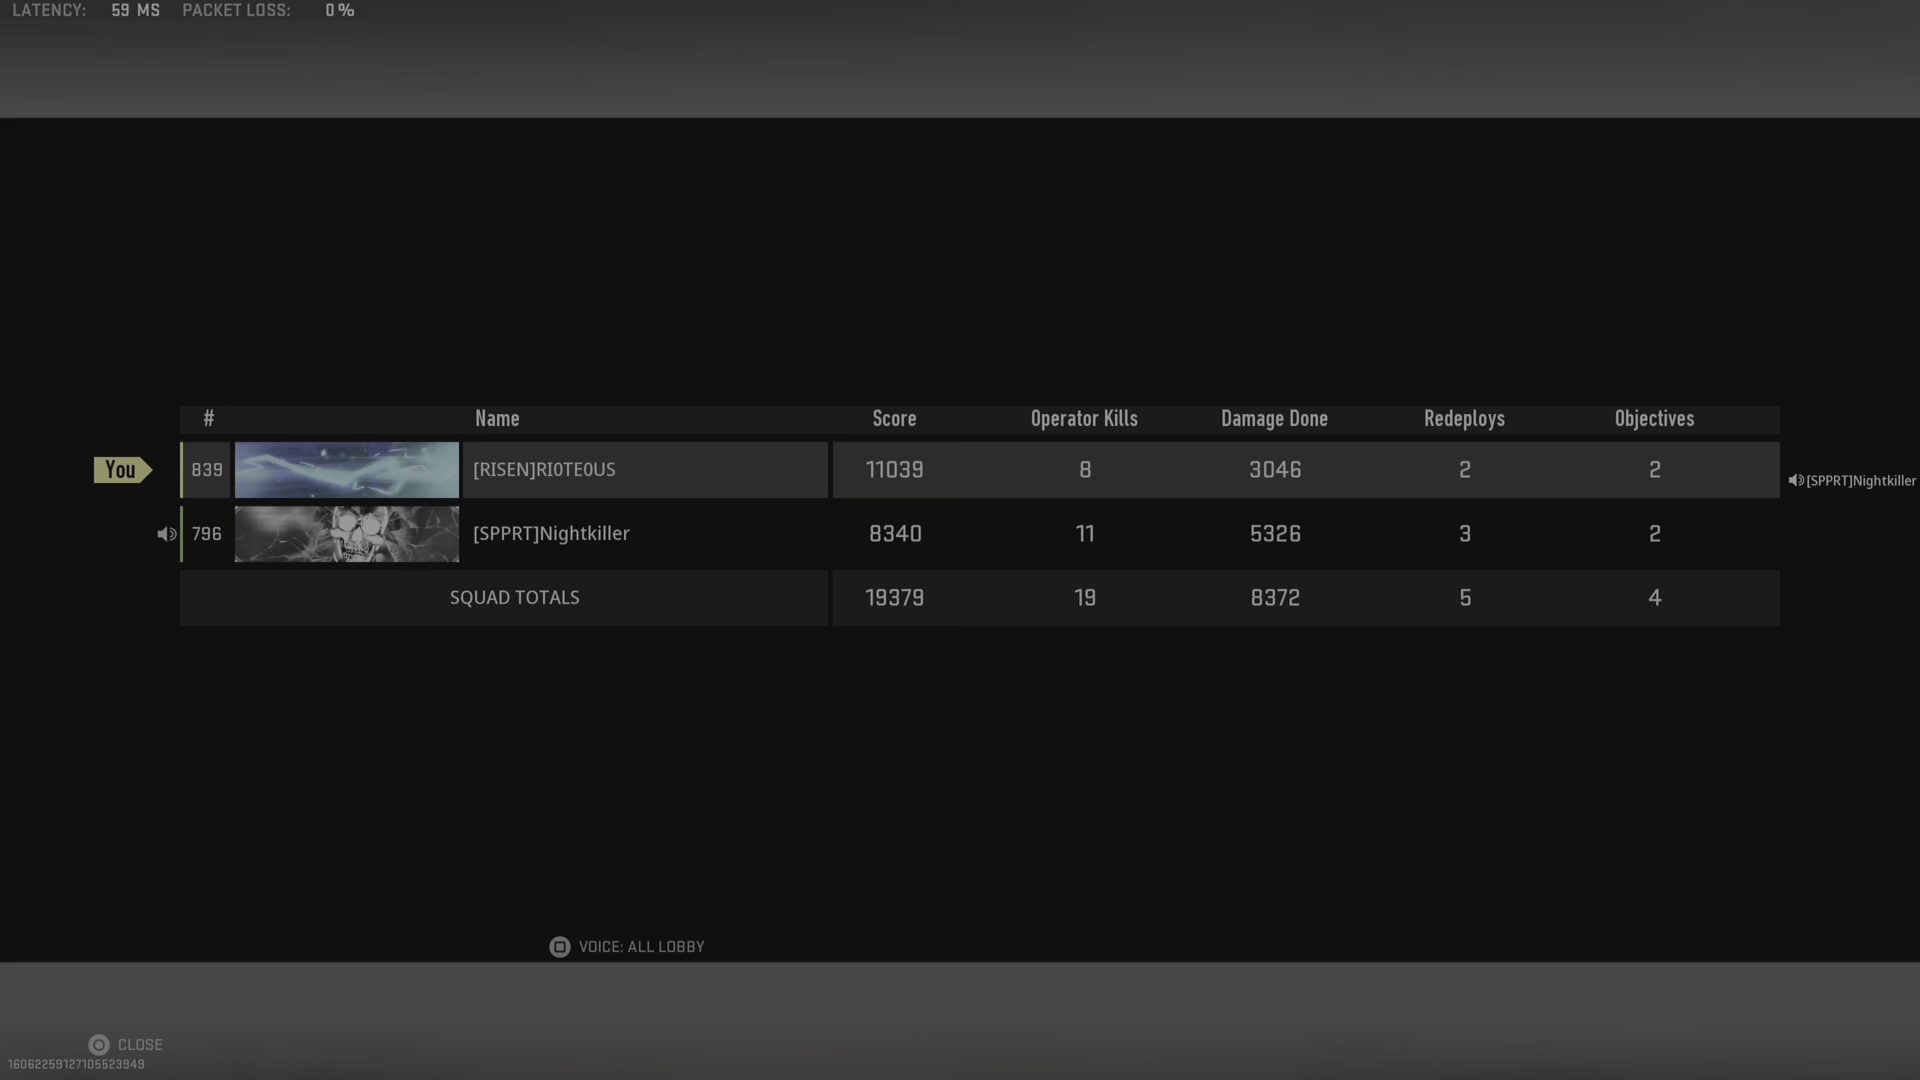 LATENCY: 59 MS PACKET LOSS: 0 %
# Name Score Operator Kills Damage Done Redeploys Objectives
You 839 [RISEN]RI0TE0US 11039 8 3046 2 2
[SPPRT]Nightkiller
796 [SPPRT]Nightkiller 8340 11 5326 3 2
SQUAD TOTALS 19379 19 8372 5 4
VOICE: ALL LOBBY
CLOSE
16062259127105523949